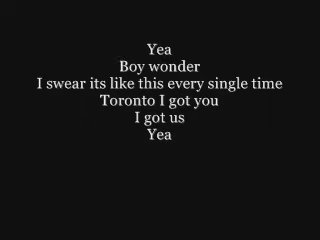 Yea
Boy wonder
I swear its like this every single time
Toronto I got you
I got us
Yea